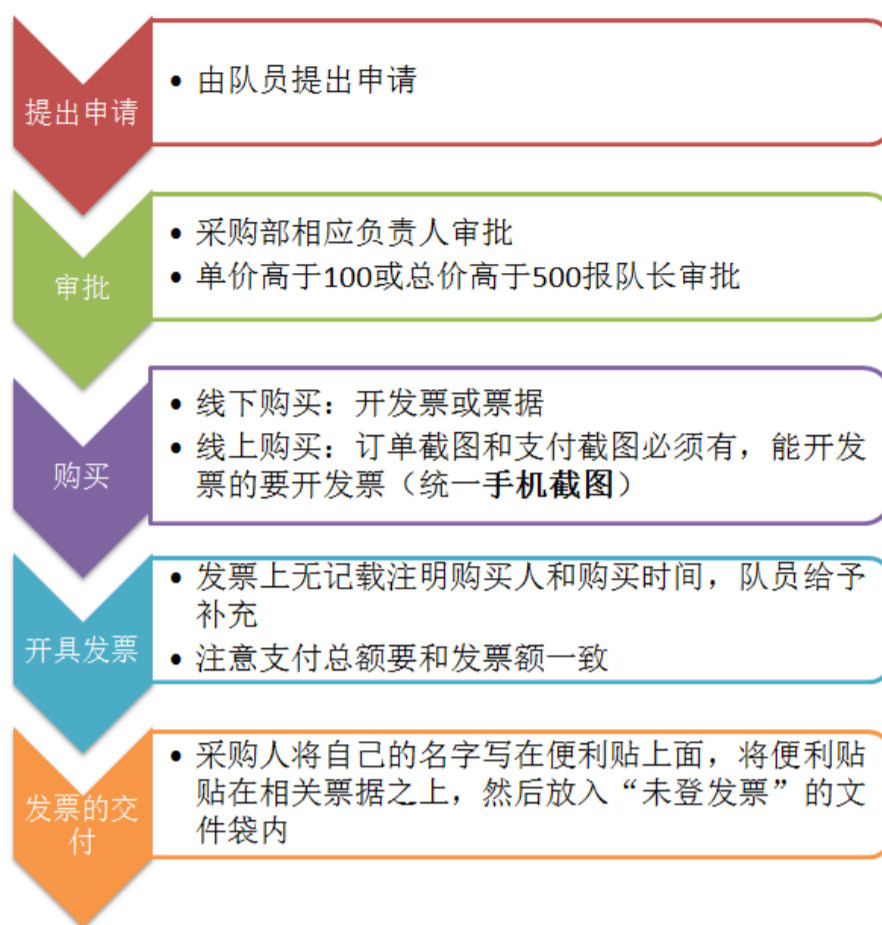 提出申请
• 由队员提出申请
审批
• 采购部相应负责人审批
• 单价高于100或总价高于500报队长审批
购买
• 线下购买：开发票或票据
• 线上购买：订单截图和支付截图必须有，能开发
票的要开发票（统一手机截图）
开具发票
• 发票上无记载注明购买人和购买时间，队员给予
补充
• 注意支付总额要和发票额一致
发票的交
付
• 采购人将自己的名字写在便利贴上面，将便利贴
贴在相关票据之上，然后放入“未登发票”的文
件袋内